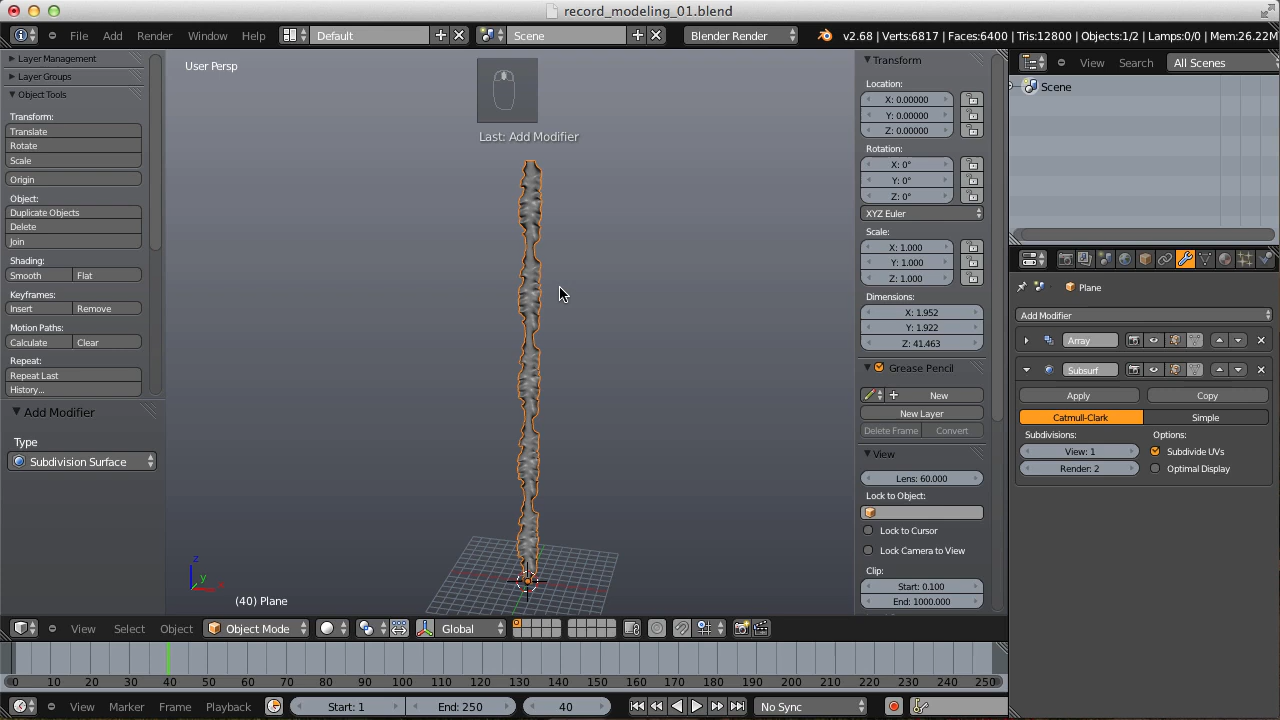 record_modeling_01.blend
File Add Render Window Help Default Scene Blender Render v2.68 | Verts:6817 | Faces:6400 | Tris:12800 | Objects:1/2 | Lamps:0/0 | Mem:26.22M
Layer Management
Layer Groups
Object Tools
Transform:
Translate
Rotate
Scale
Origin
Object:
Duplicate Objects
Delete
Join
Shading:
Smooth Flat
Keyframes:
Insert Remove
Motion Paths:
Calculate Clear
Repeat:
Repeat Last
History...
Add Modifier
Type
Subdivision Surface
User Persp
Last: Add Modifier
z
y
(40) Plane
Transform
Location:
X: 0.00000
Y: 0.00000
Z: 0.00000
Rotation:
X: 0°
Y: 0°
Z: 0°
XYZ Euler
Scale:
X: 1.000
Y: 1.000
Z: 1.000
Dimensions:
X: 1.952
Y: 1.922
Z: 41.463
Grease Pencil
New
New Layer
Delete Frame Convert
View
Lens: 60.000
Lock to Object:
Lock to Cursor
Lock Camera to View
Clip:
Start: 0.100
End: 1000.000
View Search All Scenes
Scene
Plane
Add Modifier
Array
Subsurf
Apply Copy
Catmull-Clark Simple
Subdivisions: Options:
View: 1 Subdivide UVs
Render: 2 Optimal Display
View Select Object Object Mode Global
0 10 20 30 40 50 60 70 80 90 100 110 120 130 140 150 160 170 180 190 200 210 220 230 240 250
View Marker Frame Playback Start: 1 End: 250 40 No Sync